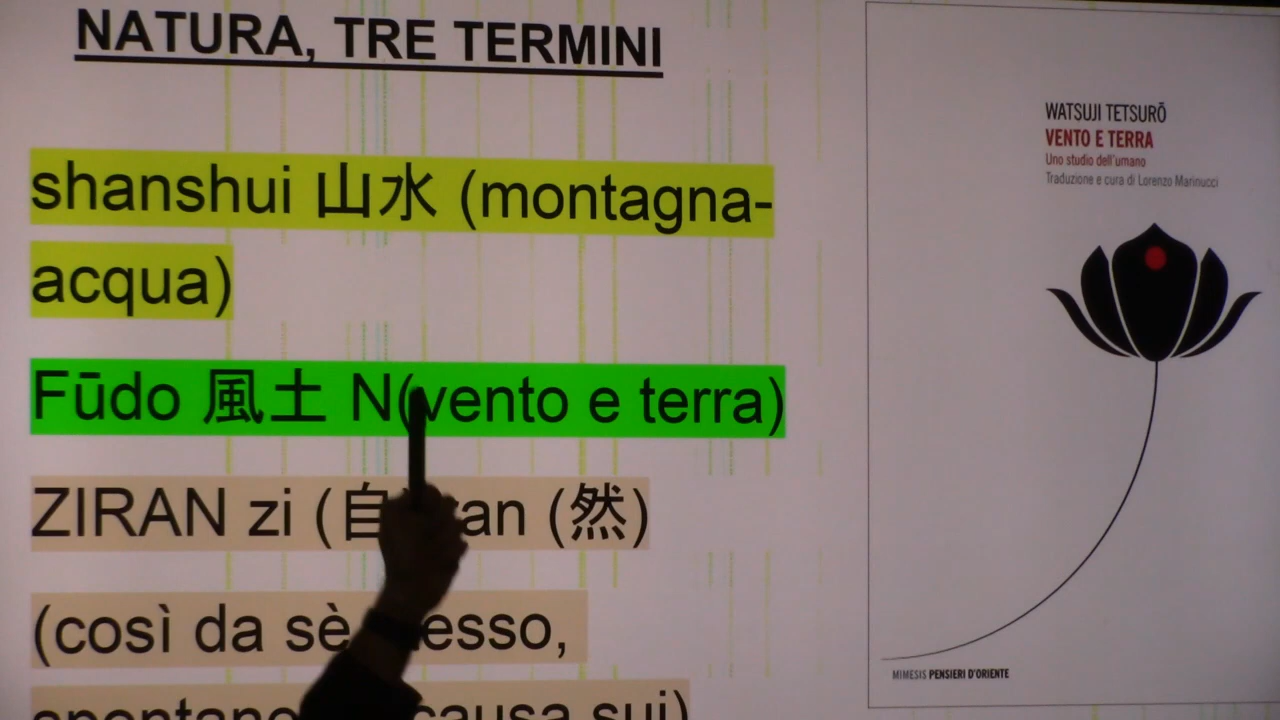 NATURA, TRE TERMINI
shanshui 山水 (montagna-
acqua)
Fūdo 風土 N(vento e terra)
ZIRAN zi (自 an (然)
(così da sè esso,
causa sui)
WATSUJI TETSURŌ
VENTO E TERRA
Uno studio dell'umano
Traduzione e cura di Lorenzo Marinucci
MIMESIS PENSIERI D'ORIENTE